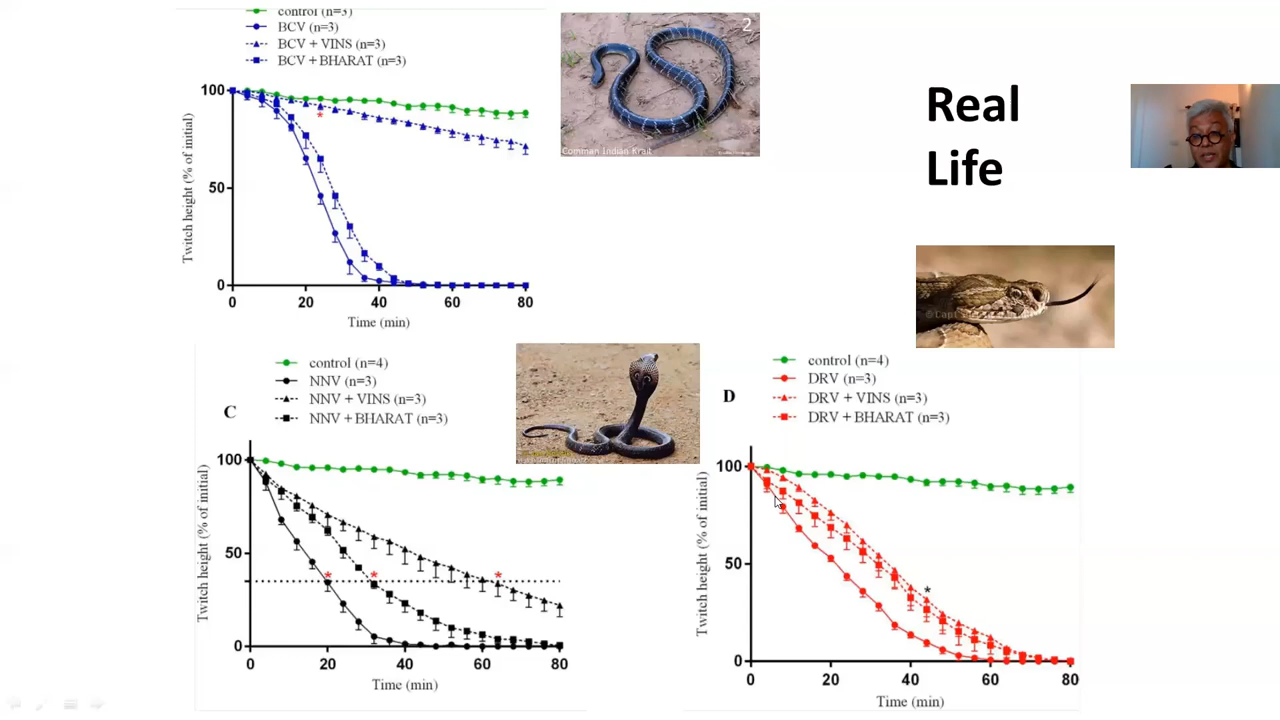 control (n=3)
BCV (n=3)
BCV + VINS (n=3)
BCV + BHARAT (n=3)
Twitch height (% of initial)
100
50
0
0 20 40 60 80
Time (min)
*
2
Common Indian Krait
Real
Life
C
control (n=4)
NNV (n=3)
NNV + VINS (n=3)
NNV + BHARAT (n=3)
Twitch height (% of initial)
100
50
0
* * *
0 20 40 60 80
Time (min)
D
control (n=4)
DRV (n=3)
DRV + VINS (n=3)
DRV + BHARAT (n=3)
Twitch height (% of initial)
100
50
0
*
0 20 40 60 80
Time (min)